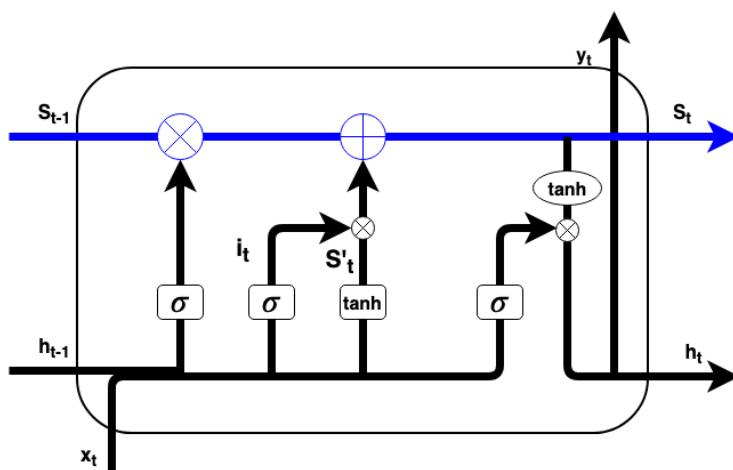 yₜ
Sₜ₋₁
Sₜ
tanh
iₜ
S'ₜ
σ
σ
tanh
σ
hₜ₋₁
hₜ
xₜ